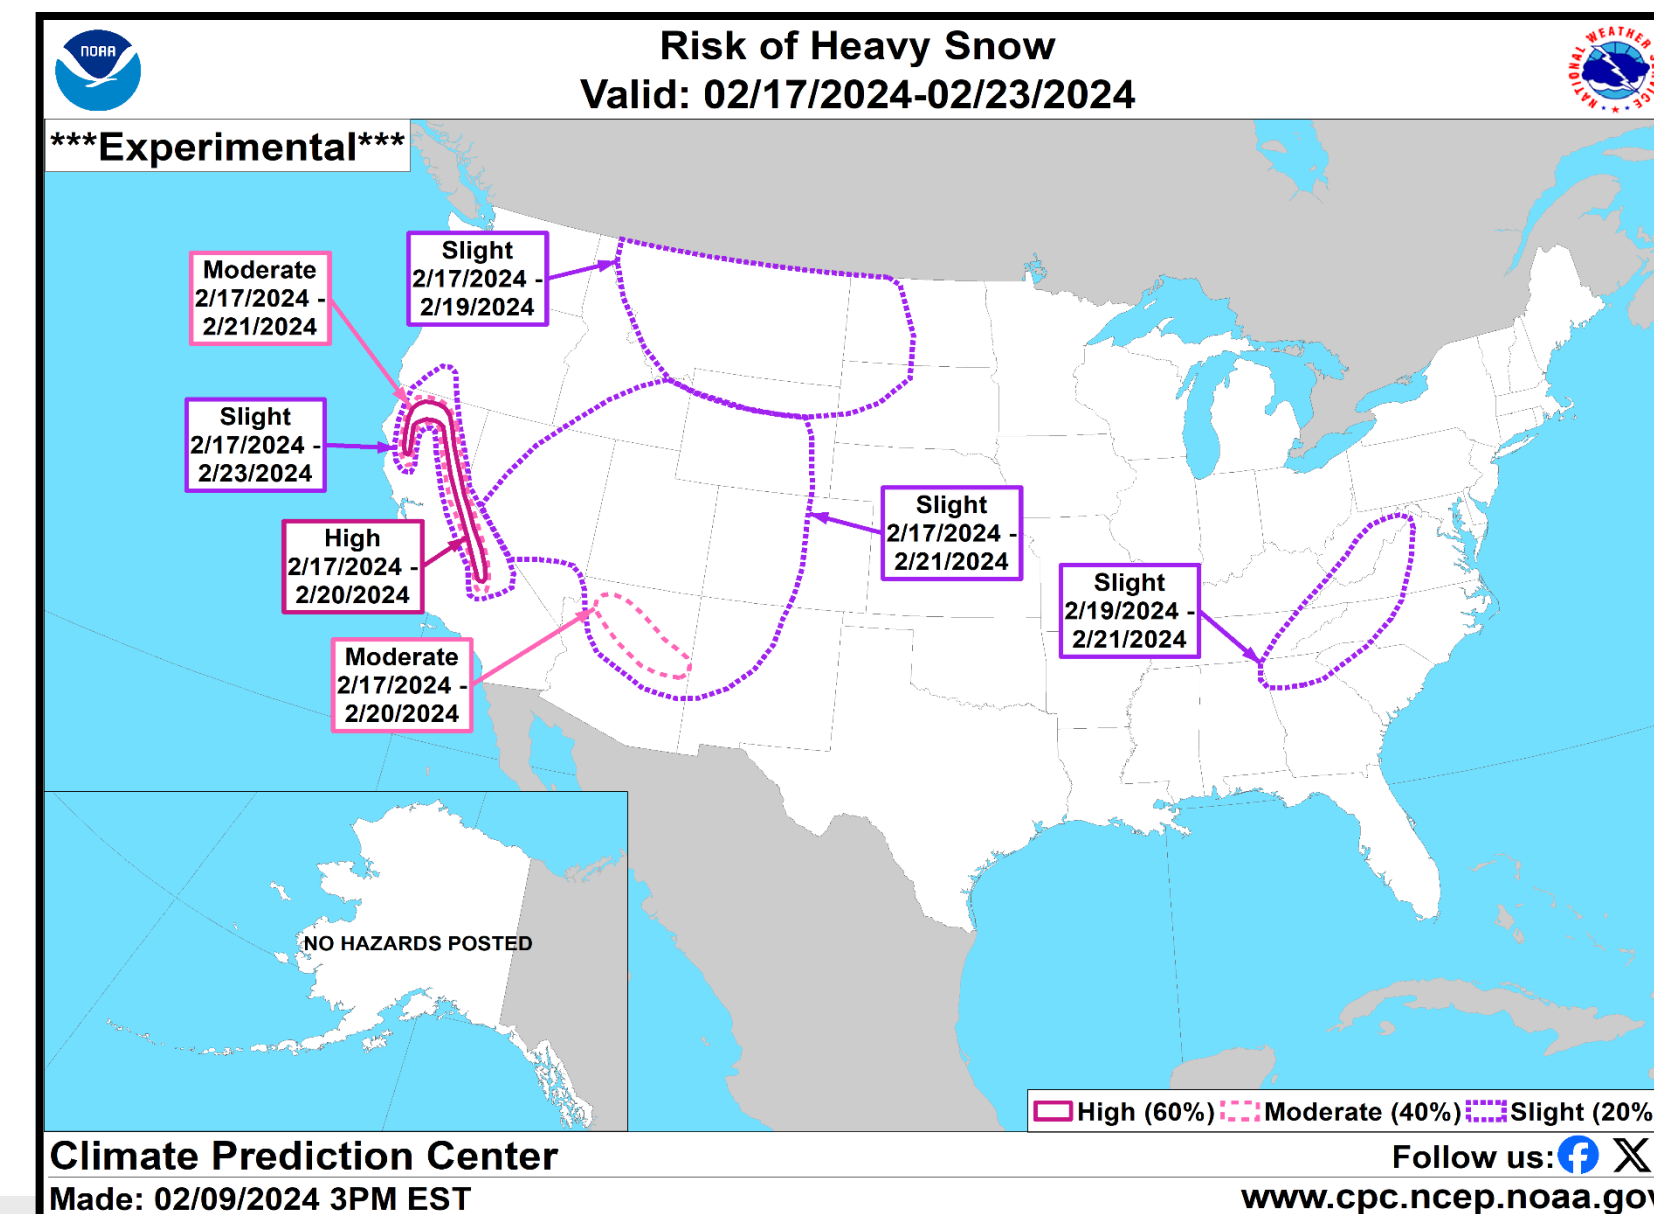 NOAA
Risk of Heavy Snow
Valid: 02/17/2024-02/23/2024
NATIONAL WEATHER SERVICE
***Experimental***
Slight
2/17/2024 -
2/19/2024
Moderate
2/17/2024 -
2/21/2024
Slight
2/17/2024 -
2/23/2024
High
2/17/2024 -
2/20/2024
Moderate
2/17/2024 -
2/20/2024
Slight
2/17/2024 -
2/21/2024
Slight
2/19/2024 -
2/21/2024
NO HAZARDS POSTED
High (60%) Moderate (40%) Slight (20%
Climate Prediction Center
Follow us:
Made: 02/09/2024 3PM EST
www.cpc.ncep.noaa.gov